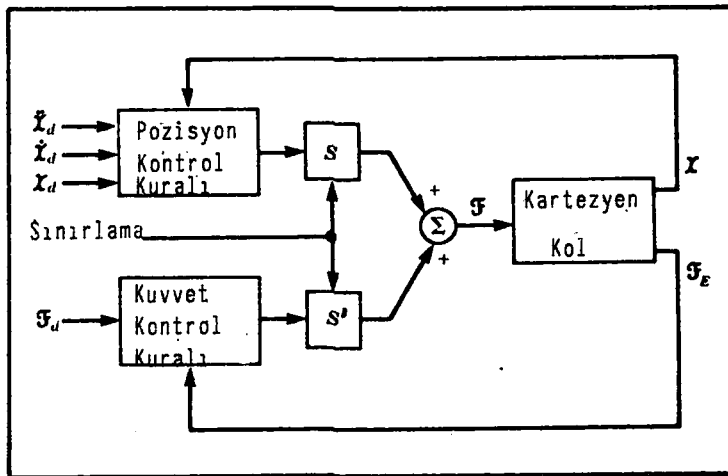 Ẍd
Ẋd
Xd
Pozisyon
Kontrol
Kuralı
S
+
Σ
+
F
Kartezyen
Kol
X
FE
Sınırlama
Fd
Kuvvet
Kontrol
Kuralı
S'